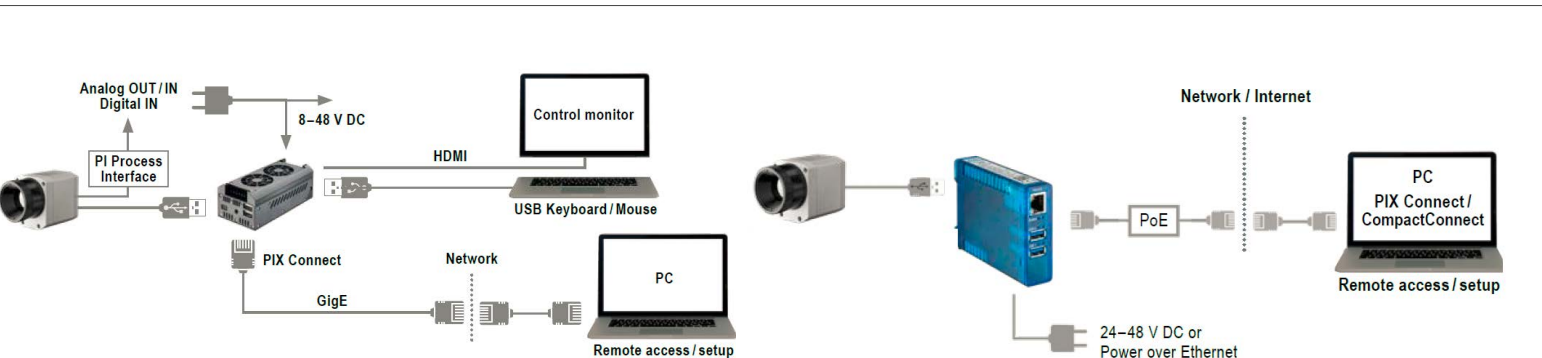 Analog OUT/IN
Digital IN
8–48 V DC
PI Process
Interface
HDMI
Control monitor
USB Keyboard/Mouse
PIX Connect
GigE
Network
PC
Remote access/setup
Network / Internet
PoE
PC
PIX Connect/
CompactConnect
Remote access/setup
24–48 V DC or
Power over Ethernet